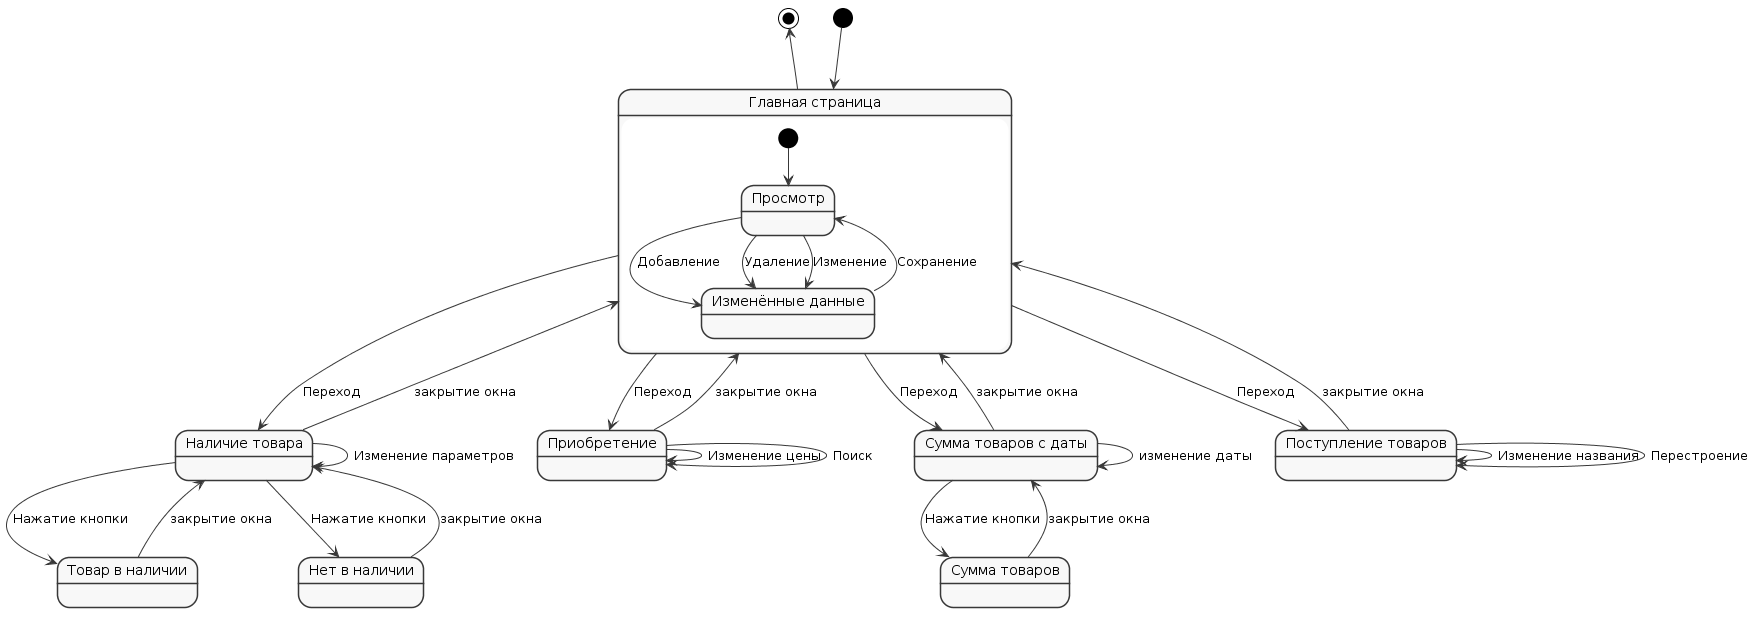 Главная страница
Просмотр
Добавление
Удаление
Изменение
Сохранение
Изменённые данные
Переход
закрытие окна
Переход
закрытие окна
Переход
закрытие окна
Переход
закрытие окна
Наличие товара
Изменение параметров
Приобретение
Изменение цены
Поиск
Сумма товаров с даты
изменение даты
Поступление товаров
Изменение названия
Перестроение
Нажатие кнопки
закрытие окна
Нажатие кнопки
закрытие окна
Нажатие кнопки
закрытие окна
Товар в наличии
Нет в наличии
Сумма товаров